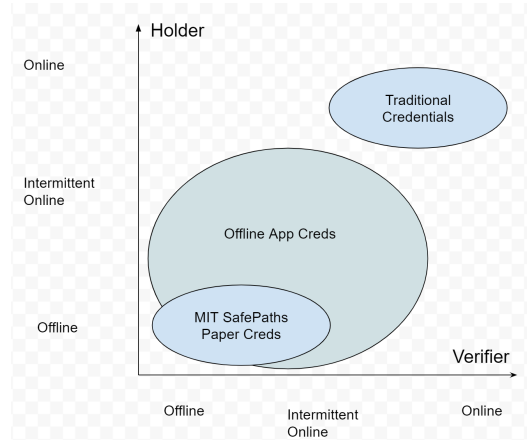 Holder
Online
Traditional
Credentials
Intermittent
Online
Offline App Creds
MIT SafePaths
Paper Creds
Offline
Verifier
Offline
Intermittent
Online
Online